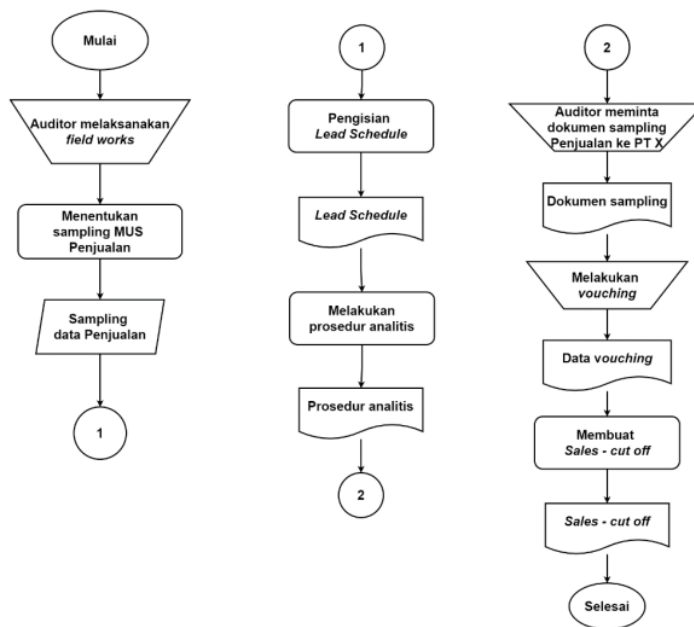 Mulai
Auditor melaksanakan
field works
Menentukan
sampling MUS
Penjualan
Sampling
data Penjualan
1
1
Pengisian
Lead Schedule
Lead Schedule
Melakukan
prosedur analitis
Prosedur analitis
2
2
Auditor meminta
dokumen sampling
Penjualan ke PT X
Dokumen sampling
Melakukan
vouching
Data vouching
Membuat
Sales - cut off
Sales - cut off
Selesai